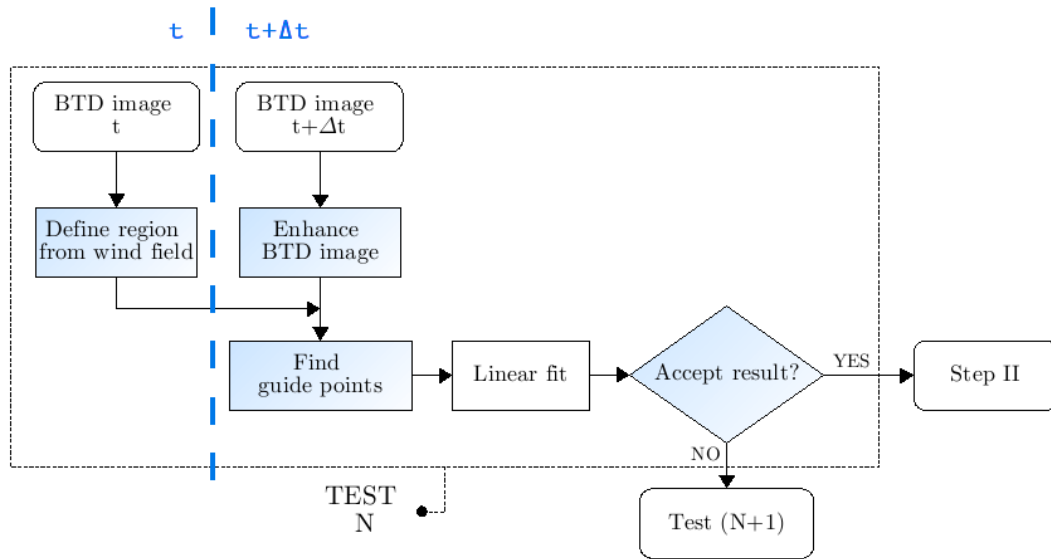 t
t+Δt
BTD image
t
BTD image
t+Δt
Define region
from wind field
Enhance
BTD image
Find
guide points
Linear fit
Accept result?
YES
Step II
NO
TEST
N
Test (N+1)